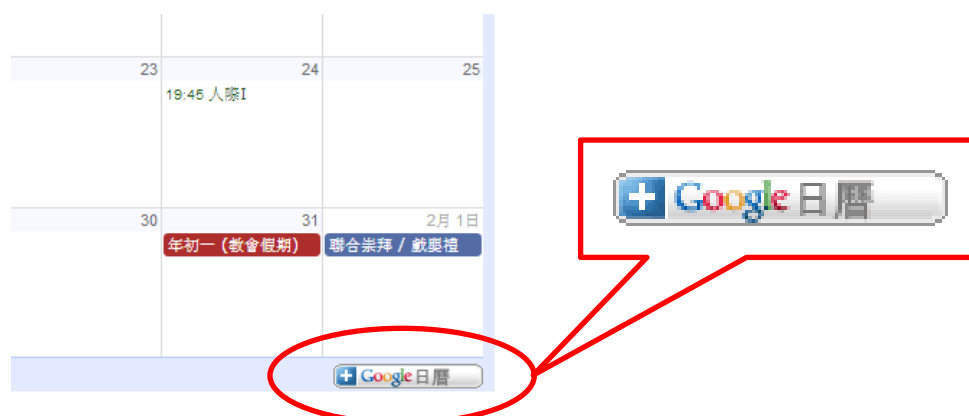 23 24 25
19:45 人際I
30 31 2月 1日
年初一 (教會假期) 聯合崇拜 / 獻嬰禮
Google 日曆
Google 日曆